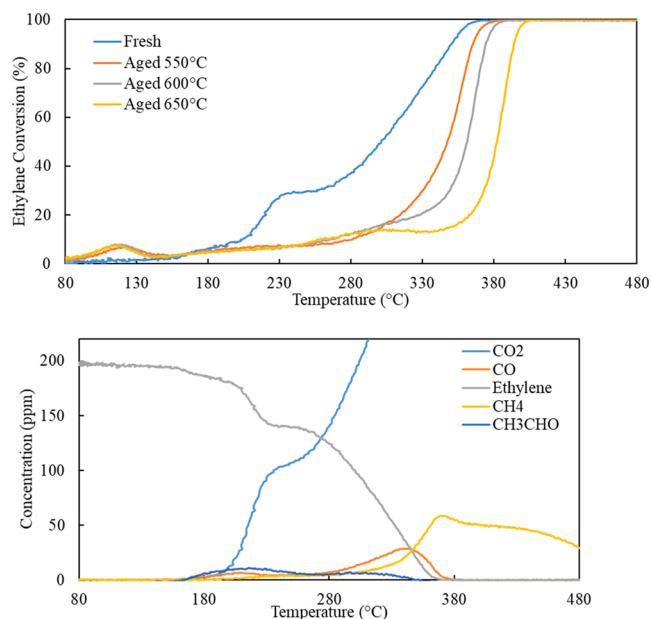 100
80
60
40
20
0
Ethylene Conversion (%)
Fresh
Aged 550°C
Aged 600°C
Aged 650°C
80 130 180 230 280 330 380 430 480
Temperature (°C)
200
150
100
50
0
Concentration (ppm)
CO2
CO
Ethylene
CH4
CH3CHO
80 180 280 380 480
Temperature (°C)